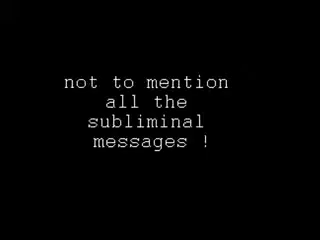 not to mention
all the
subliminal
messages !